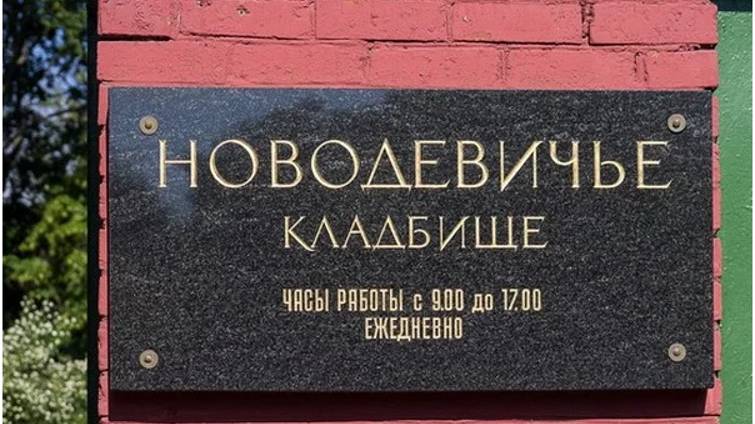 НОВОДЕВИЧЬЕ
КЛАДБИЩЕ
ЧАСЫ РАБОТЫ с 9.00 до 17.00
ЕЖЕДНЕВНО